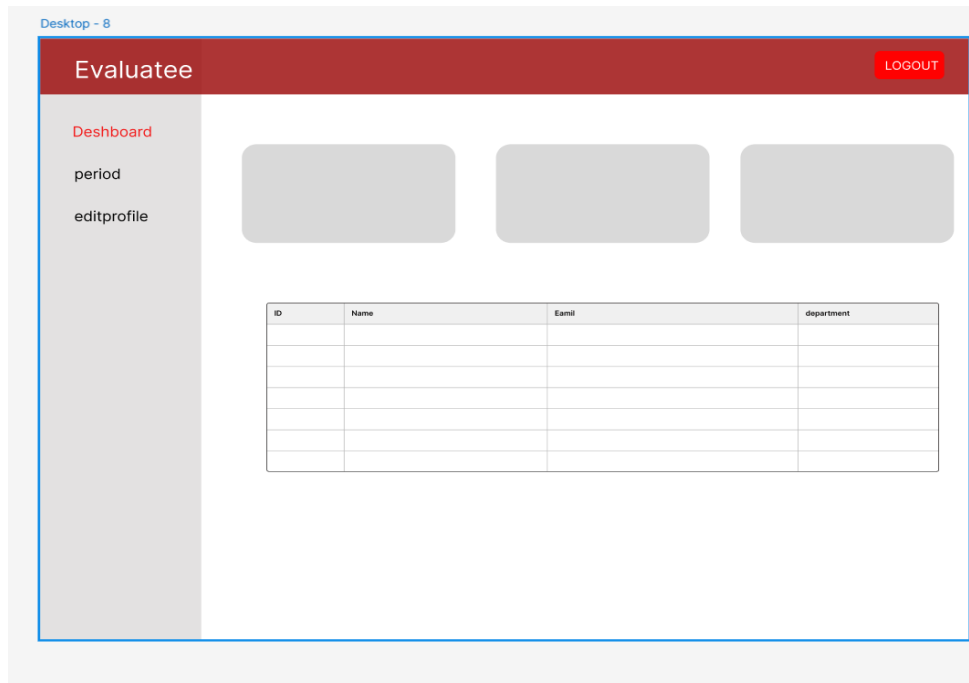 Desktop - 8
Evaluatee
LOGOUT
Deshboard
period
editprofile
ID Name Eamil department